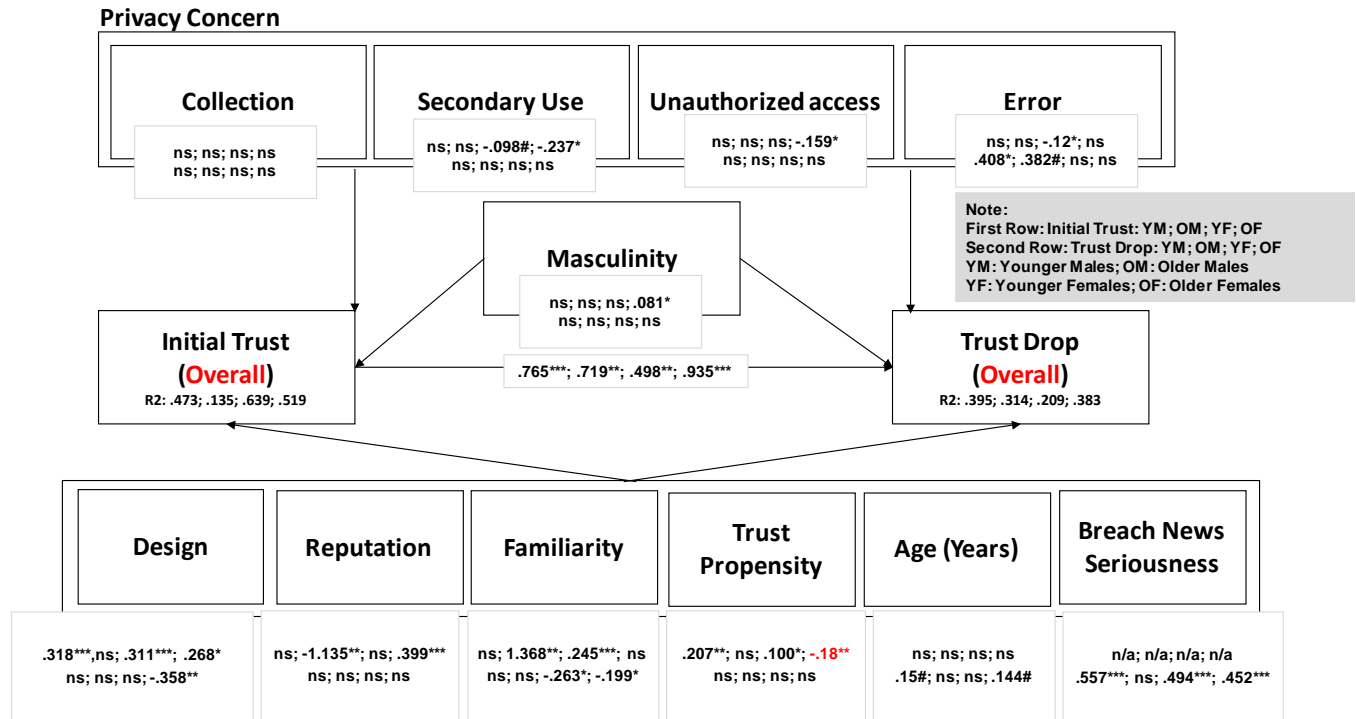 Privacy Concern
Collection
ns; ns; ns; ns
ns; ns; ns; ns
Secondary Use
ns; ns; -.098#; -.237*
ns; ns; ns; ns
Unauthorized access
ns; ns; ns; -.159*
ns; ns; ns; ns
Error
ns; ns; -.12*; ns
.408*; .382#; ns; ns
Note:
First Row: Initial Trust: YM; OM; YF; OF
Second Row: Trust Drop: YM; OM; YF; OF
YM: Younger Males; OM: Older Males
YF: Younger Females; OF: Older Females
Masculinity
ns; ns; ns; .081*
ns; ns; ns; ns
Initial Trust
(Overall)
R2: .473; .135; .639; .519
.765***; .719**; .498**; .935***
Trust Drop
(Overall)
R2: .395; .314; .209; .383
Design
.318***,ns; .311***; .268*
ns; ns; ns; -.358**
Reputation
ns; -1.135**; ns; .399***
ns; ns; ns; ns
Familiarity
ns; 1.368**; .245***; ns
ns; ns; -.263*; -.199*
Trust
Propensity
.207**; ns; .100*; -.18**
ns; ns; ns; ns
Age (Years)
ns; ns; ns; ns
.15#; ns; ns; .144#
Breach News
Seriousness
n/a; n/a; n/a; n/a
.557***; ns; .494***; .452***